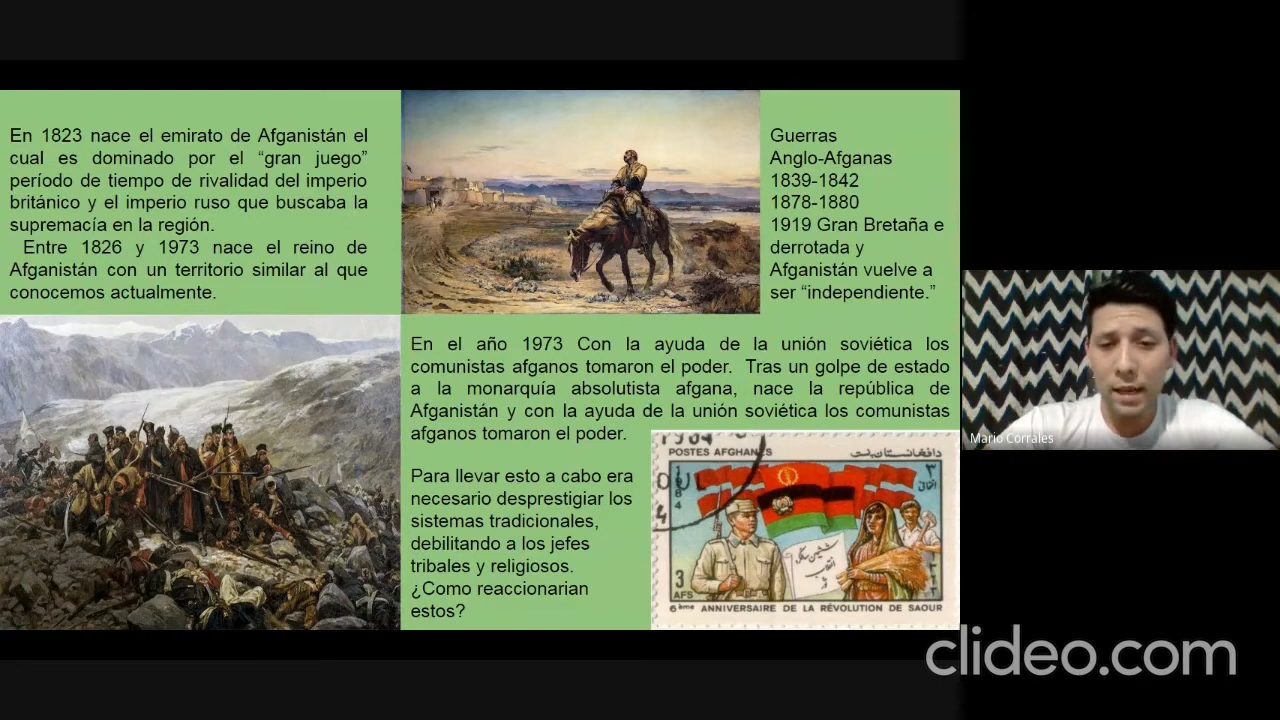 En 1823 nace el emirato de Afganistán el
cual es dominado por el “gran juego”
período de tiempo de rivalidad del imperio
británico y el imperio ruso que buscaba la
supremacía en la región.
Entre 1826 y 1973 nace el reino de
Afganistán con un territorio similar al que
conocemos actualmente.
Guerras
Anglo-Afganas
1839-1842
1878-1880
1919 Gran Bretaña e
derrotada y
Afganistán vuelve a
ser “independiente.”
En el año 1973 Con la ayuda de la unión soviética los
comunistas afganos tomaron el poder. Tras un golpe de estado
a la monarquía absolutista afgana, nace la república de
Afganistán y con la ayuda de la unión soviética los comunistas
afganos tomaron el poder.
Para llevar esto a cabo era
necesario desprestigiar los
sistemas tradicionales,
debilitando a los jefes
tribales y religiosos.
¿Como reaccionarian
estos?
1984
POSTES AFGHANES
دافغانستان پست
1984
٣
افغانۍ
3
AFS
6ème ANNIVERSAIRE DE LA RÉVOLUTION DE SAOUR
Mario Corrales
clideo.com